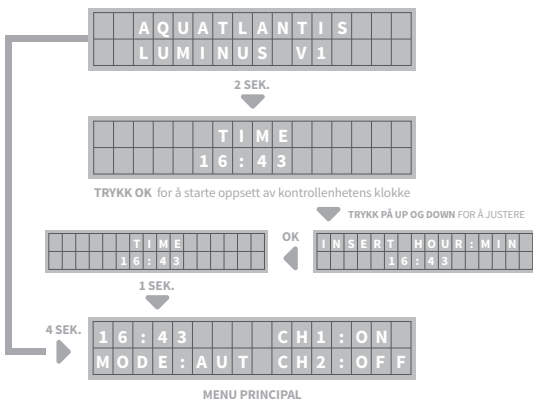 AQUATLANTIS
LUMINUS V1
2 SEK.
TIME
16:43
TRYKK OK for å starte oppsett av kontrollenhetens klokke
TRYKK PÅ UP OG DOWN FOR Å JUSTERE
INSERT HOUR:MIN
16:43
OK
TIME
16:43
1 SEK.
4 SEK.
16:43 CH1:ON
MODE:AUT CH2:OFF
MENU PRINCIPAL